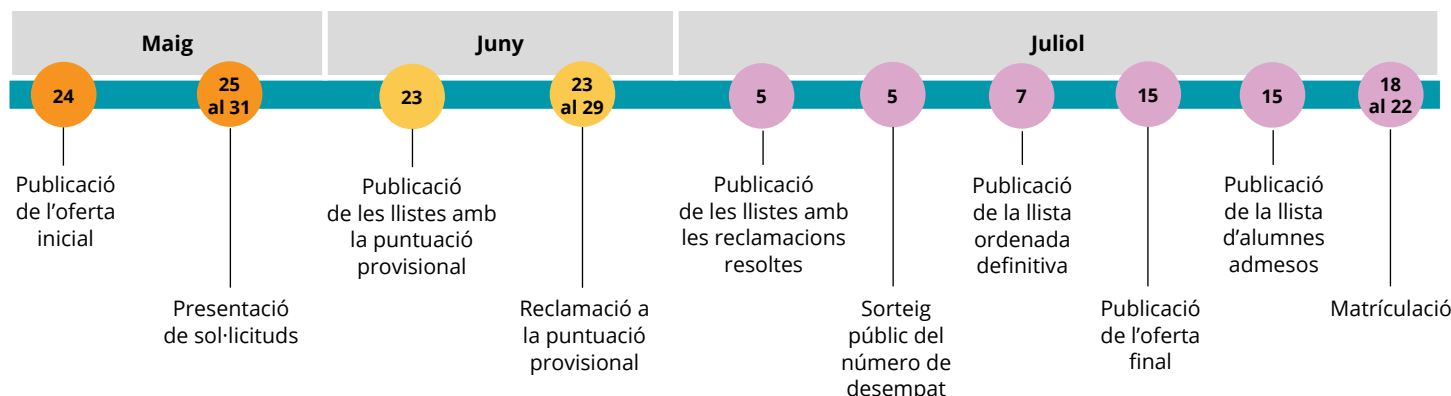 Maig
Juny
Juliol
24
25
al 31
23
23
al 29
5
5
7
15
15
18
al 22
Publicació
de l'oferta
inicial
Presentació
de sol·licituds
Publicació
de les llistes amb
la puntuació
provisional
Reclamació a
la puntuació
provisional
Publicació
de les llistes amb
les reclamacions
resoltes
Sorteig
públic del
número de
desempat
Publicació
de la llista
ordenada
definitiva
Publicació
de l'oferta
final
Publicació
de la llista
d'alumnes
admesos
Matrículació